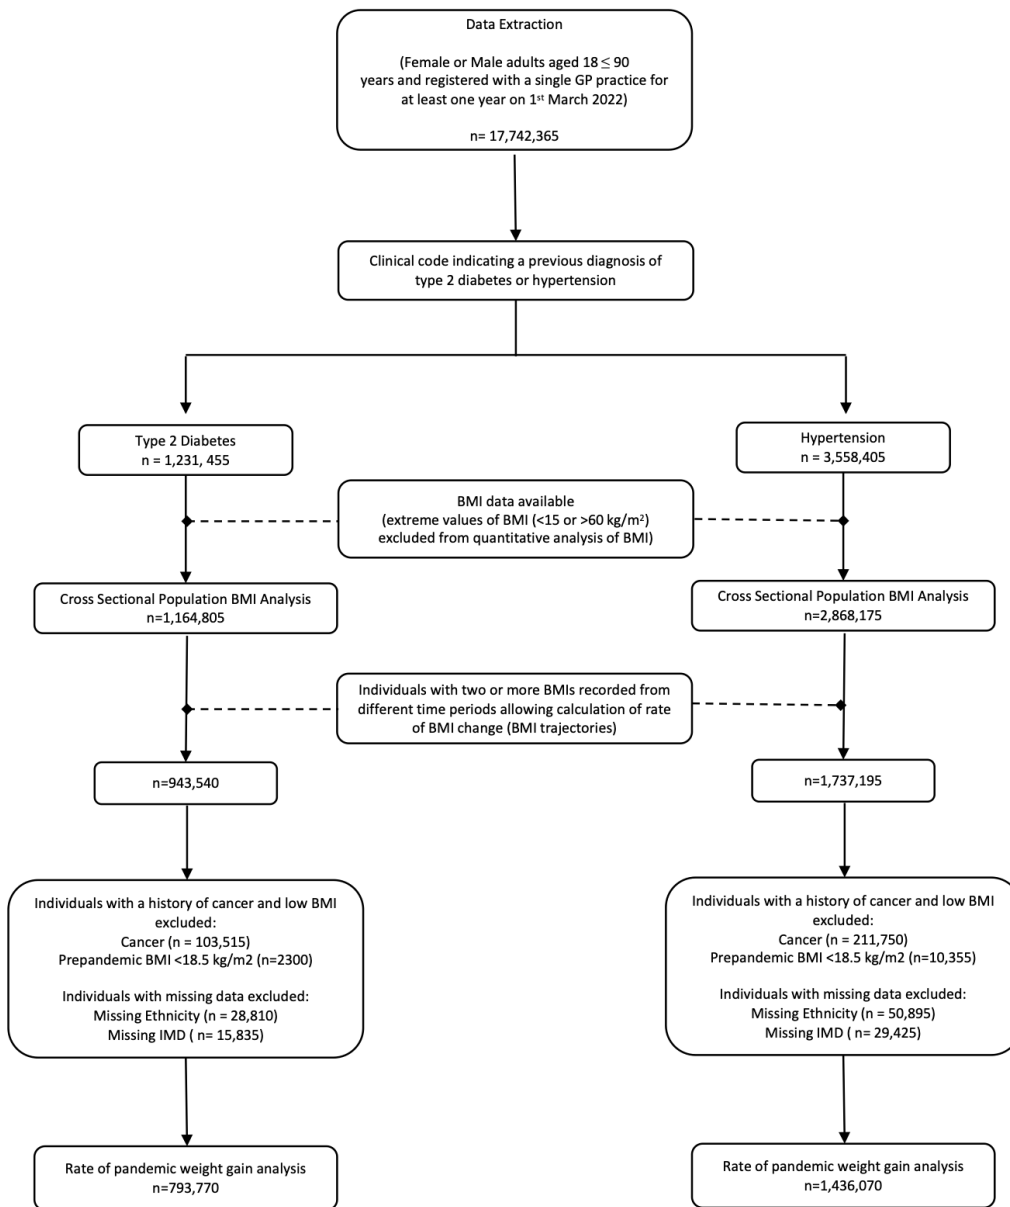 Data Extraction
(Female or Male adults aged 18 ≤ 90
years and registered with a single GP practice for
at least one year on 1st March 2022)
n= 17,742,365
Clinical code indicating a previous diagnosis of
type 2 diabetes or hypertension
Type 2 Diabetes
n = 1,231, 455
Hypertension
n = 3,558,405
BMI data available
(extreme values of BMI (<15 or >60 kg/m²)
excluded from quantitative analysis of BMI)
Cross Sectional Population BMI Analysis
n=1,164,805
Cross Sectional Population BMI Analysis
n=2,868,175
Individuals with two or more BMIs recorded from
different time periods allowing calculation of rate
of BMI change (BMI trajectories)
n=943,540
n=1,737,195
Individuals with a history of cancer and low BMI
excluded:
Cancer (n = 103,515)
Prepandemic BMI <18.5 kg/m2 (n=2300)
Individuals with missing data excluded:
Missing Ethnicity (n = 28,810)
Missing IMD ( n= 15,835)
Individuals with a history of cancer and low BMI
excluded:
Cancer (n = 211,750)
Prepandemic BMI <18.5 kg/m2 (n=10,355)
Individuals with missing data excluded:
Missing Ethnicity (n = 50,895)
Missing IMD ( n = 29,425)
Rate of pandemic weight gain analysis
n=793,770
Rate of pandemic weight gain analysis
n=1,436,070